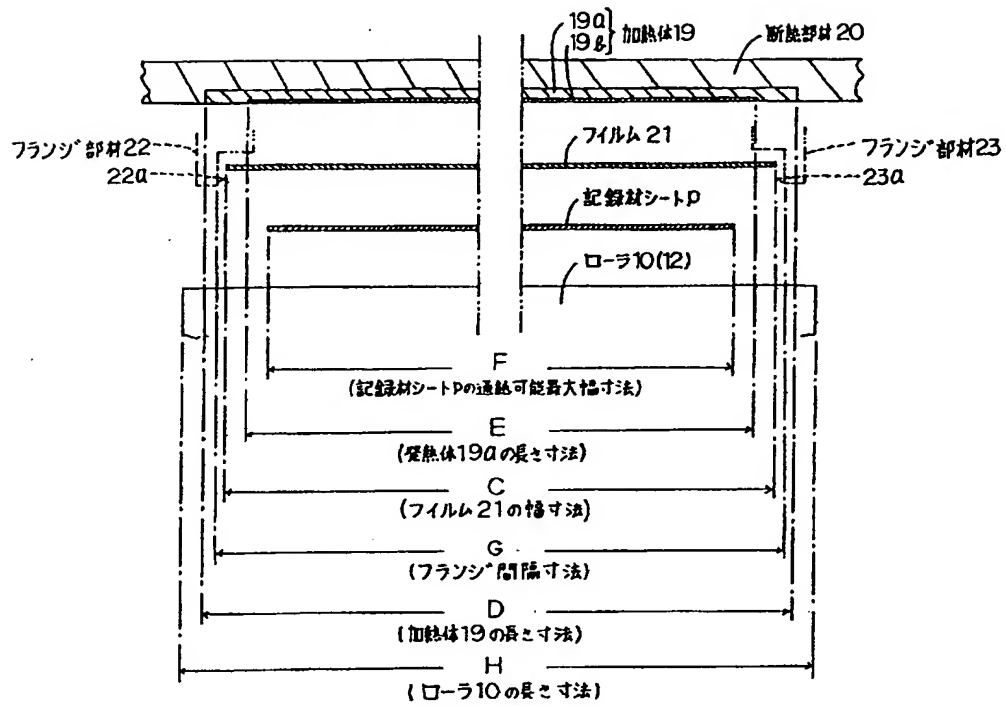 19a
19b } 加熱体19
断熱部材20
フランジ部材22
22a
フイルム21
フランジ部材23
23a
記録材シートP
ローラ10(12)
F
(記録材シートPの通紙可能最大幅寸法)
E
(発熱体19aの長さ寸法)
C
(フイルム21の幅寸法)
G
(フランジ間隔寸法)
D
(加熱体19の長さ寸法)
H
(ローラ10の長さ寸法)